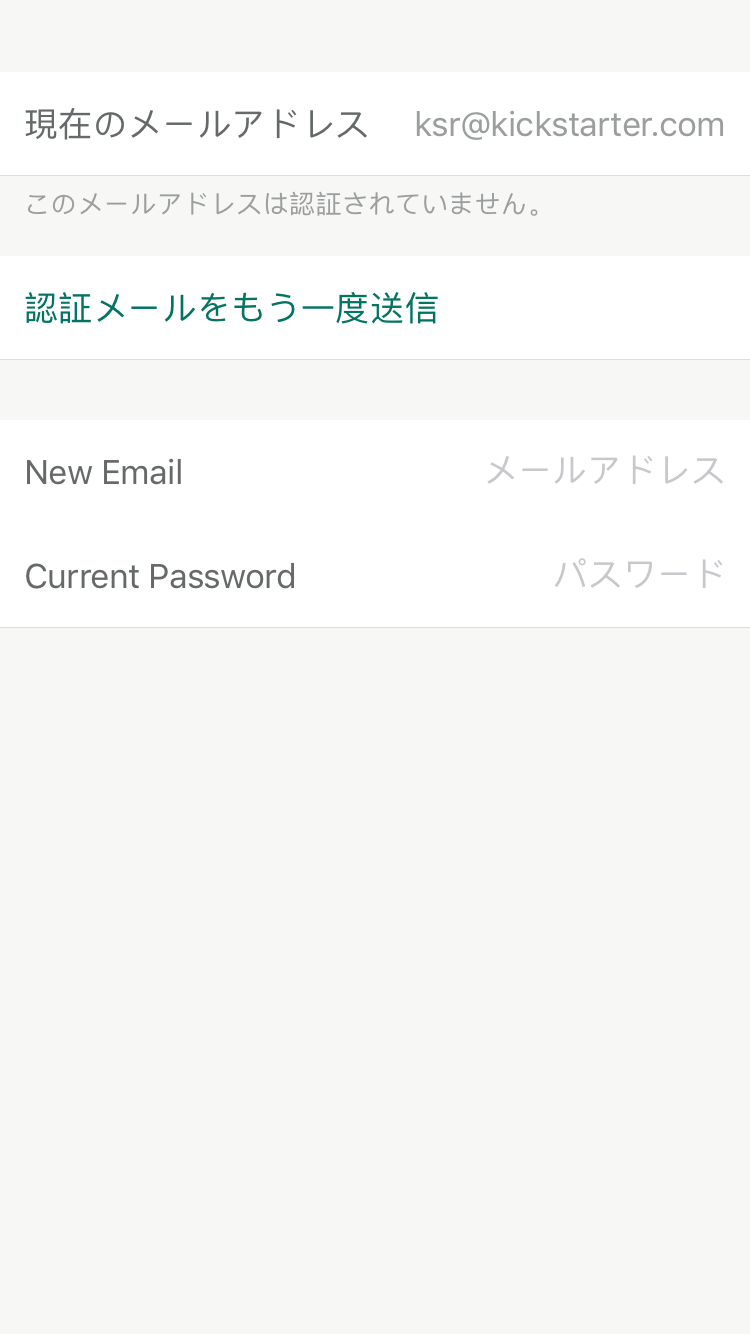 現在のメールアドレス ksr@kickstarter.com
このメールアドレスは認証されていません。
認証メールをもう一度送信
New Email メールアドレス
Current Password パスワード